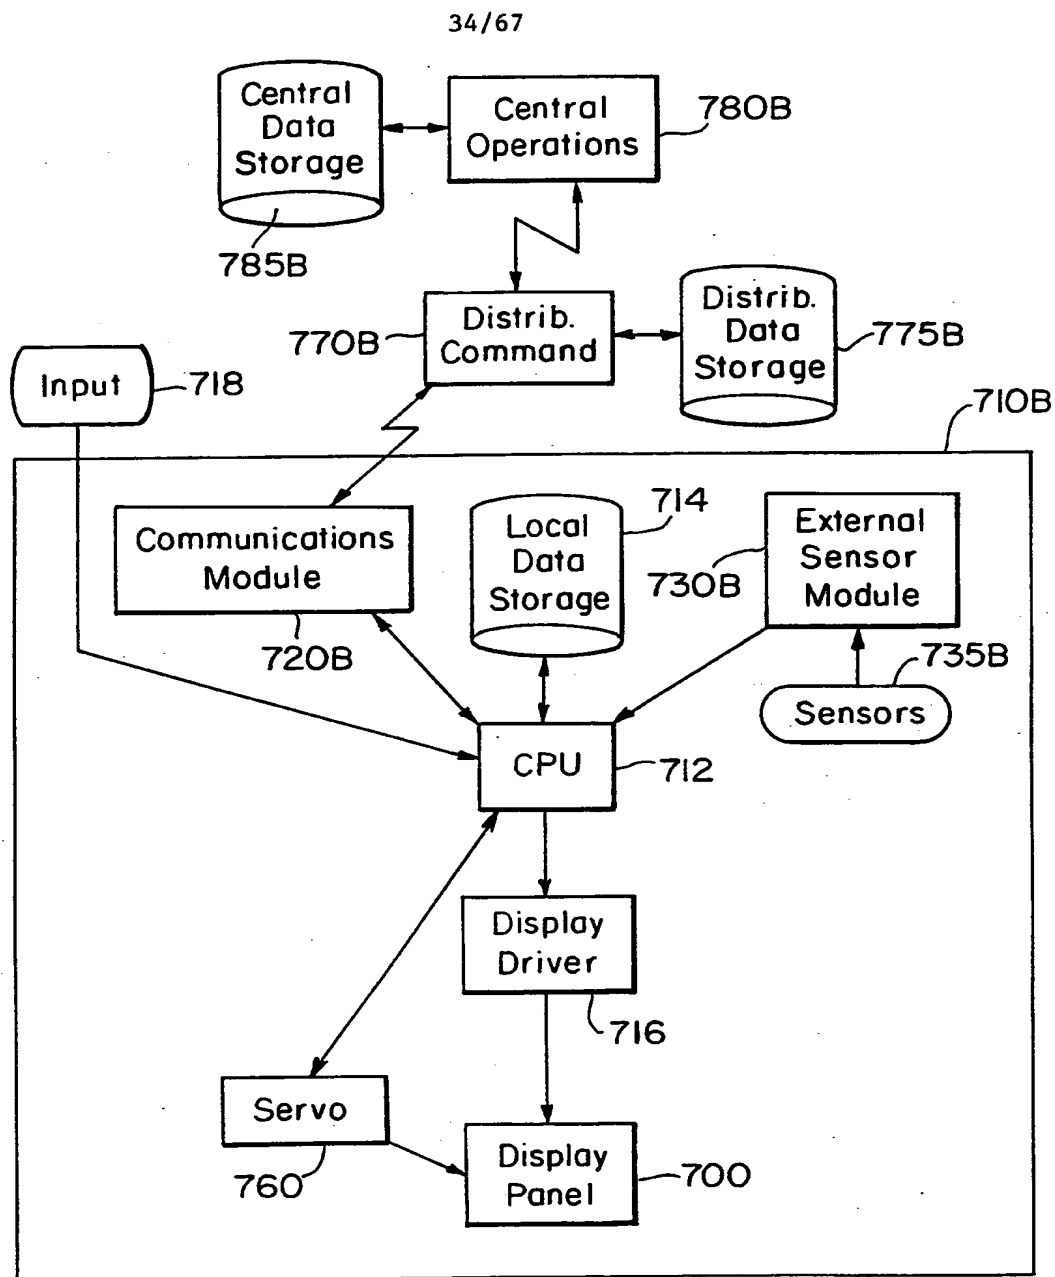 34/67
Central
Data
Storage
785B
Central
Operations
780B
Distrib.
Command
770B
Distrib.
Data
Storage
775B
Input
718
710B
Communications
Module
720B
Local
Data
Storage
714
External
Sensor
Module
730B
735B
Sensors
CPU
712
Display
Driver
716
Servo
760
Display
Panel
700